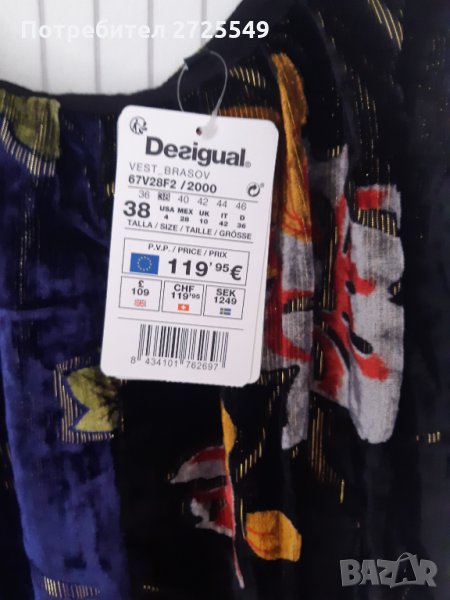 Потребител 2725549
Desigual®
VEST_BRASOV
67V28F2 /2000
36 38 40 42 44 46
38 USA MEX UK IT D
4 28 10 42 36
TALLA / SIZE / TAILLE / GRÖSSE
P.V.P. / PRICE / PRIX
119'95€
£ CHF SEK
109 119'95 1249
8 434101 762697
BAZAR